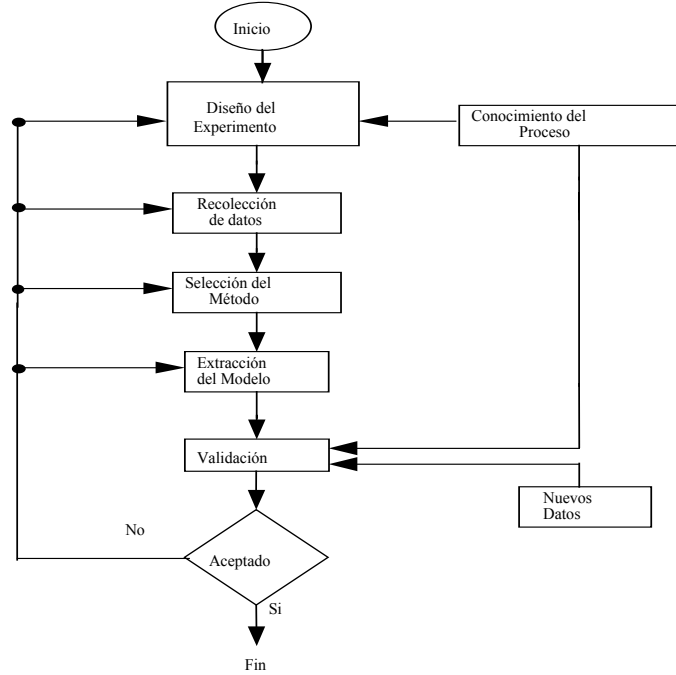 Inicio
Diseño del
Experimento
Conocimiento del
Proceso
Recolección
de datos
Selección del
Método
Extracción
del Modelo
Validación
Nuevos
Datos
No
Aceptado
Si
Fin